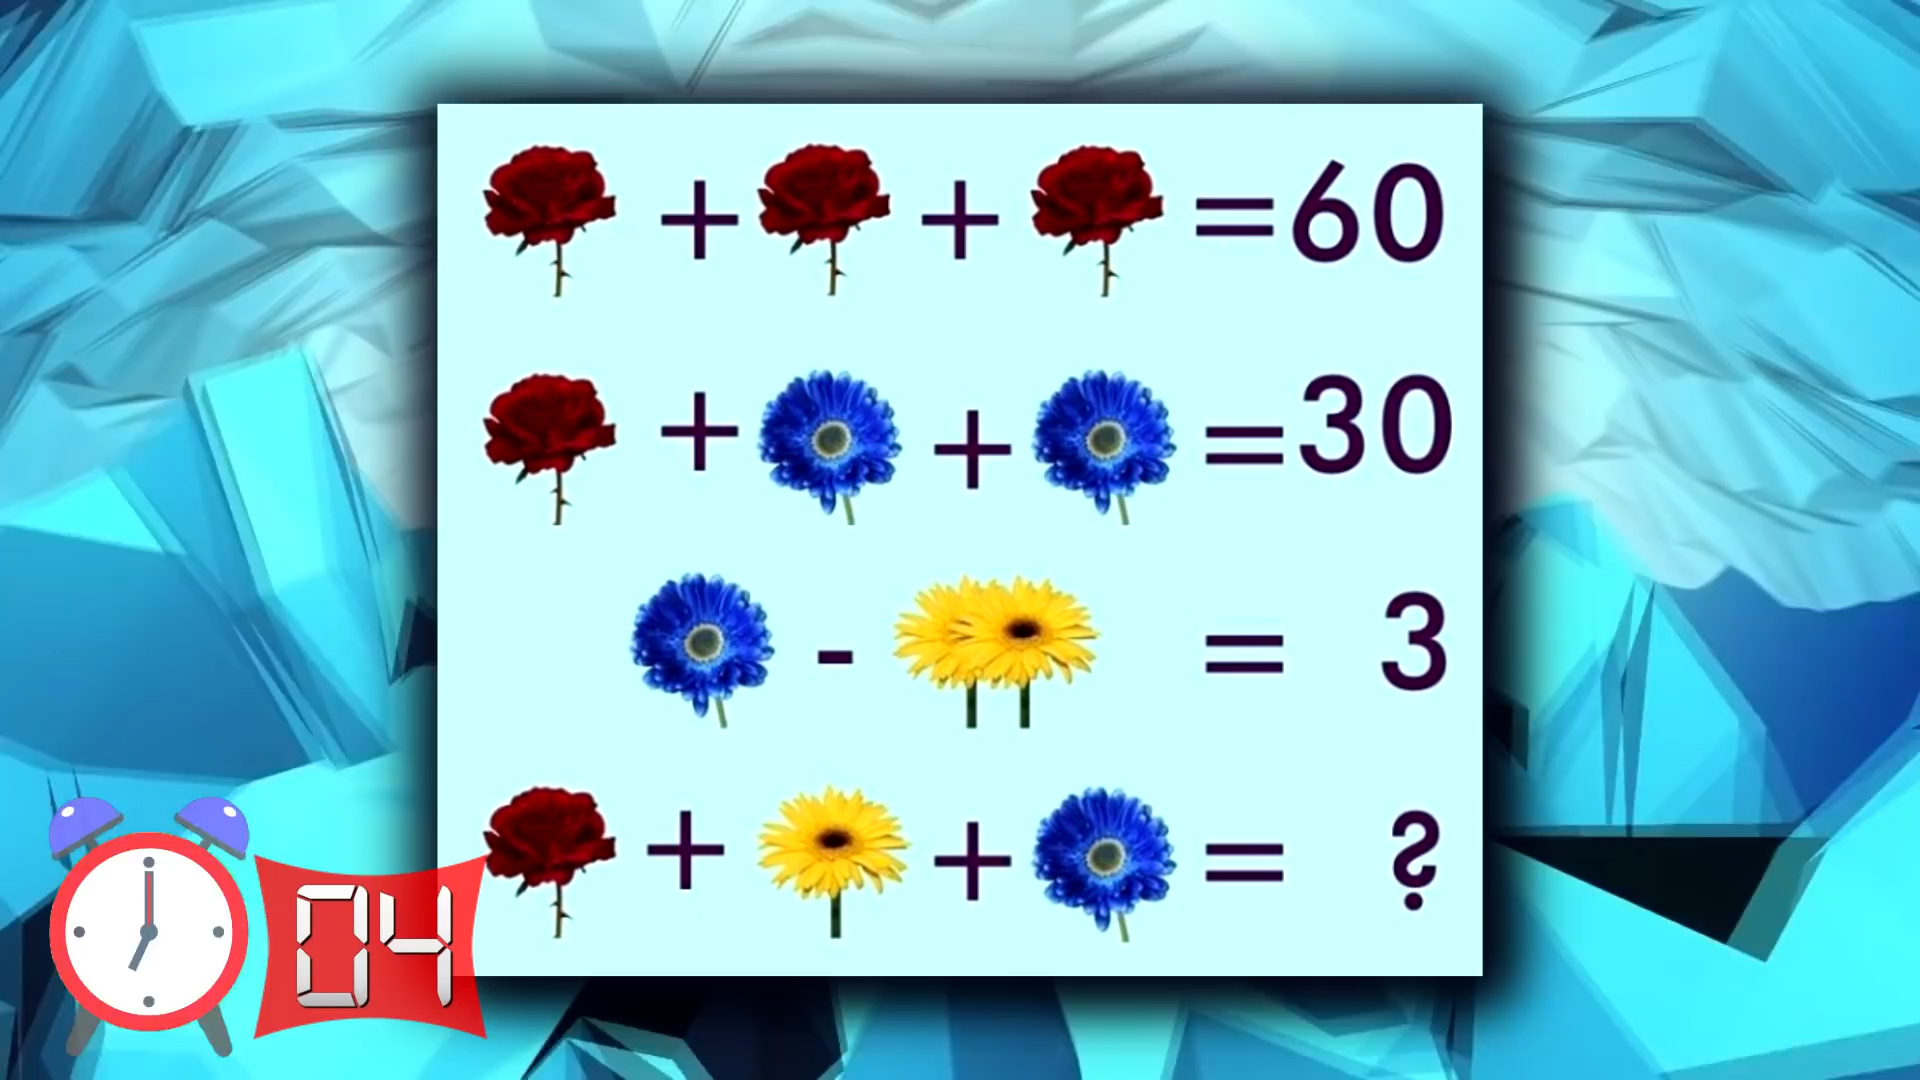 + + =60
+ + =30
- = 3
+ + = ?
04